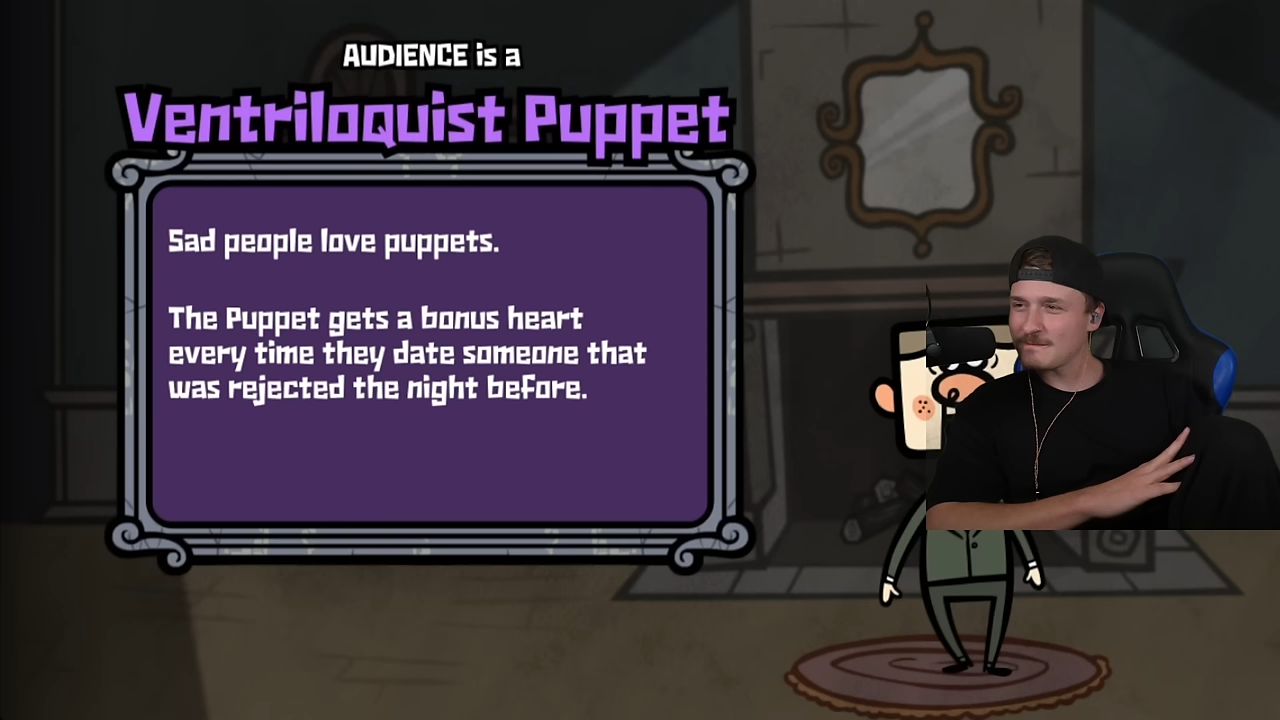 AUDIENCE is a
Ventriloquist Puppet
Sad people love puppets.
The Puppet gets a bonus heart
every time they date someone that
was rejected the night before.